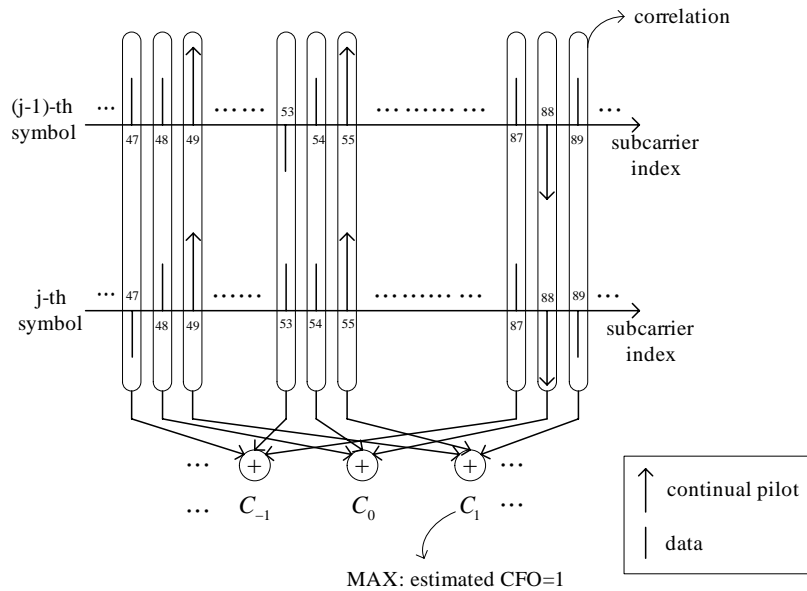 correlation
(j-1)-th
symbol
... ... ... ... ... ... ...
53 88
47 48 49 54 55 87 89
subcarrier
index
j-th
symbol
... ... ... ... ... ... ...
47 88 89
48 49 53 54 55 87
subcarrier
index
... + + + ...
... C₋₁ C₀ C₁ ...
MAX: estimated CFO=1
continual pilot
data